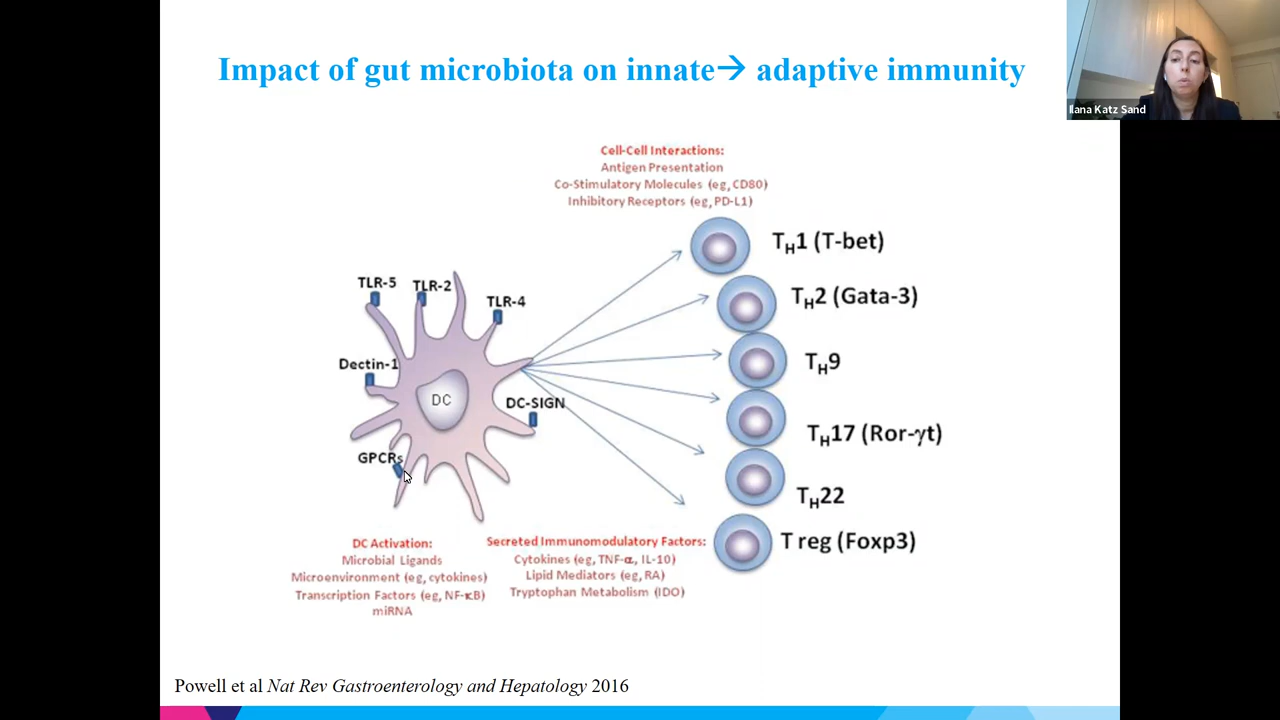 Impact of gut microbiota on innate→ adaptive immunity
Ilana Katz Sand
Cell-Cell Interactions:
Antigen Presentation
Co-Stimulatory Molecules (eg, CD80)
Inhibitory Receptors (eg, PD-L1)
TH1 (T-bet)
TLR-5
TLR-2
TLR-4
TH2 (Gata-3)
Dectin-1
TH9
DC
DC-SIGN
TH17 (Ror-γt)
GPCRs
TH22
T reg (Foxp3)
DC Activation:
Microbial Ligands
Microenvironment (eg, cytokines)
Transcription Factors (eg, NF-κB)
miRNA
Secreted Immunomodulatory Factors:
Cytokines (eg, TNF-α, IL-10)
Lipid Mediators (eg, RA)
Tryptophan Metabolism (IDO)
Powell et al Nat Rev Gastroenterology and Hepatology 2016